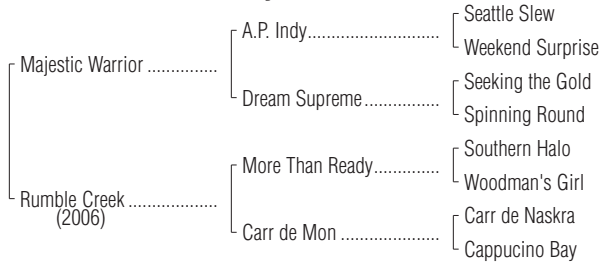 Seattle Slew
A.P. Indy............................
Weekend Surprise
Majestic Warrior ...............
Seeking the Gold
Dream Supreme................
Spinning Round
Southern Halo
More Than Ready..............
Woodman's Girl
Rumble Creek ...................
(2006)
Carr de Naskra
Carr de Mon .....................
Cappucino Bay